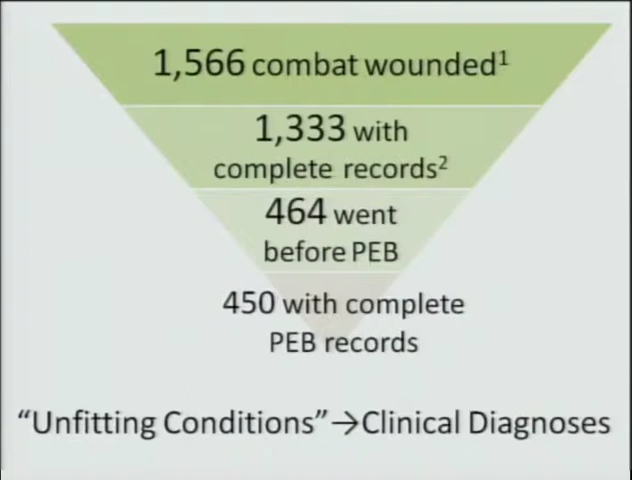 1,566 combat wounded¹
1,333 with
complete records²
464 went
before PEB
450 with complete
PEB records
“Unfitting Conditions”→Clinical Diagnoses